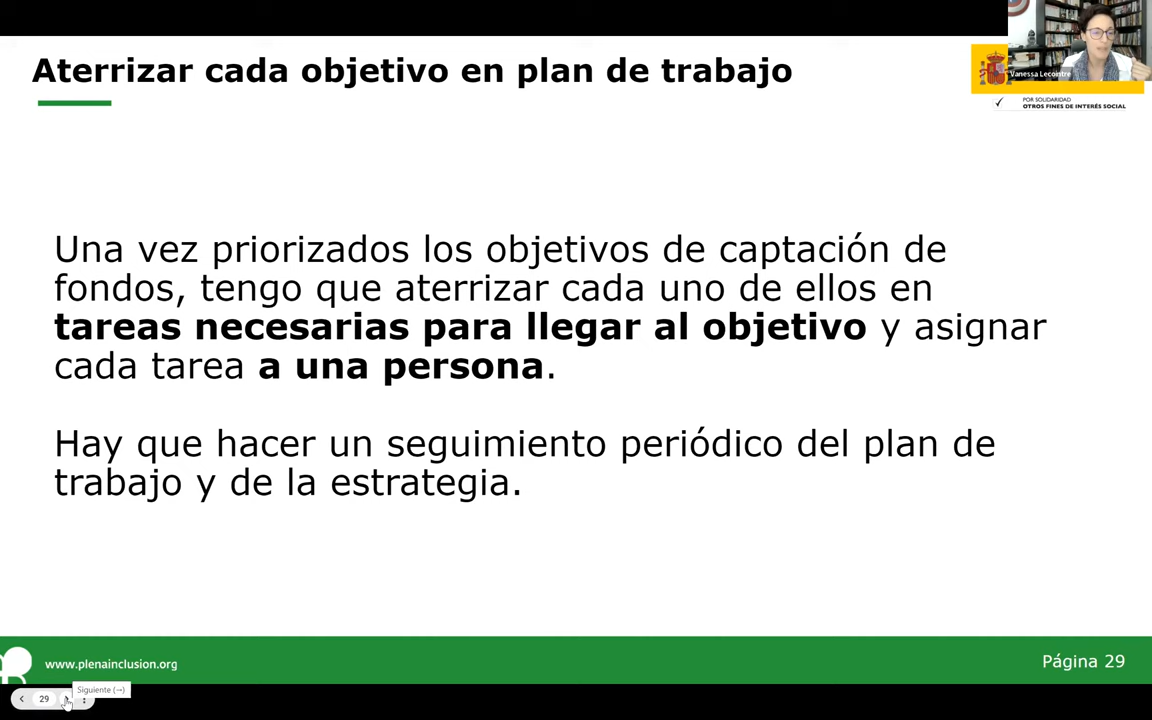 Aterrizar cada objetivo en plan de trabajo
Vanessa Lecointre
POR SOLIDARIDAD
OTROS FINES DE INTERÉS SOCIAL
Una vez priorizados los objetivos de captación de
fondos, tengo que aterrizar cada uno de ellos en
tareas necesarias para llegar al objetivo y asignar
cada tarea a una persona.
Hay que hacer un seguimiento periódico del plan de
trabajo y de la estrategia.
www.plenainclusion.org
Página 29
Siguiente (→)
29